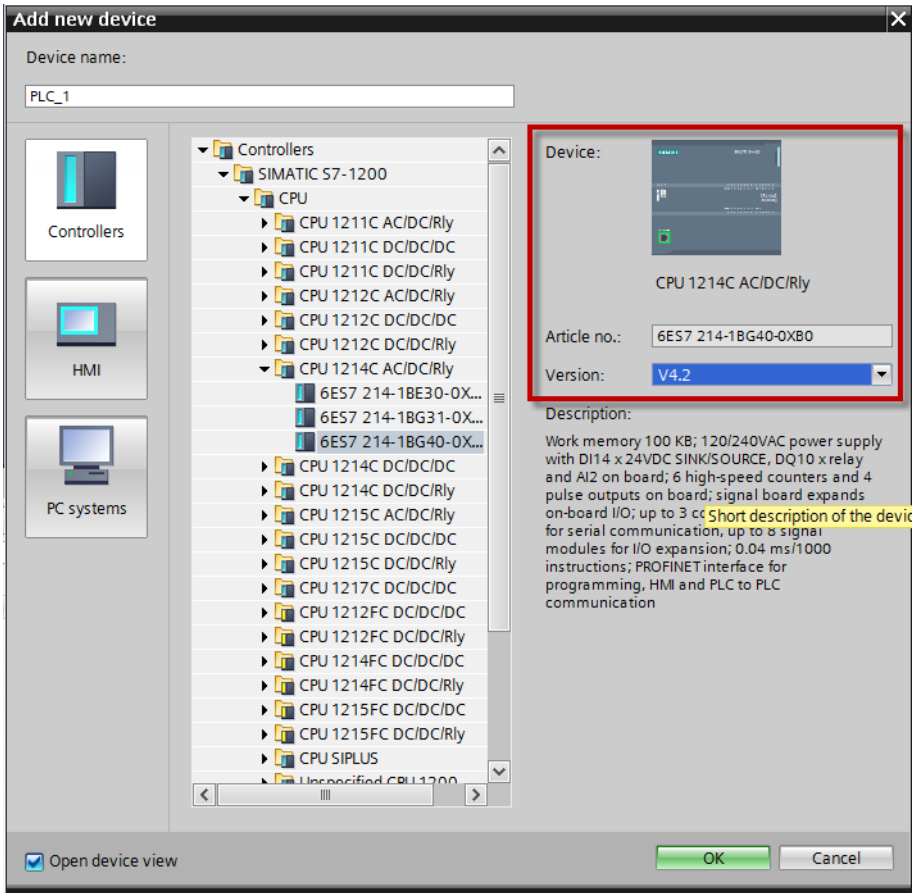 Add new device
Device name:
PLC_1
Controllers
HMI
PC systems
Controllers
SIMATIC S7-1200
CPU
CPU 1211C AC/DC/Rly
CPU 1211C DC/DC/DC
CPU 1211C DC/DC/Rly
CPU 1212C AC/DC/Rly
CPU 1212C DC/DC/DC
CPU 1212C DC/DC/Rly
CPU 1214C AC/DC/Rly
6ES7 214-1BE30-0X...
6ES7 214-1BG31-0X...
6ES7 214-1BG40-0X...
CPU 1214C DC/DC/DC
CPU 1214C DC/DC/Rly
CPU 1215C AC/DC/Rly
CPU 1215C DC/DC/DC
CPU 1215C DC/DC/Rly
CPU 1217C DC/DC/DC
CPU 1212FC DC/DC/DC
CPU 1212FC DC/DC/Rly
CPU 1214FC DC/DC/DC
CPU 1214FC DC/DC/Rly
CPU 1215FC DC/DC/DC
CPU 1215FC DC/DC/Rly
CPU SIPLUS
Unspecified CPU 1200
Device:
SIEMENS
CPU 1214C AC/DC/Rly
Article no.: 6ES7 214-1BG40-0XB0
Version: V4.2
Description:
Work memory 100 KB; 120/240VAC power supply
with DI14 x 24VDC SINK/SOURCE, DQ10 x relay
and AI2 on board; 6 high-speed counters and 4
pulse outputs on board; signal board expands
on-board I/O; up to 3 co
Short description of the devic
for serial communication, up to 8 signal
modules for I/O expansion; 0.04 ms/1000
instructions; PROFINET interface for
programming, HMI and PLC to PLC
communication
Open device view
OK
Cancel